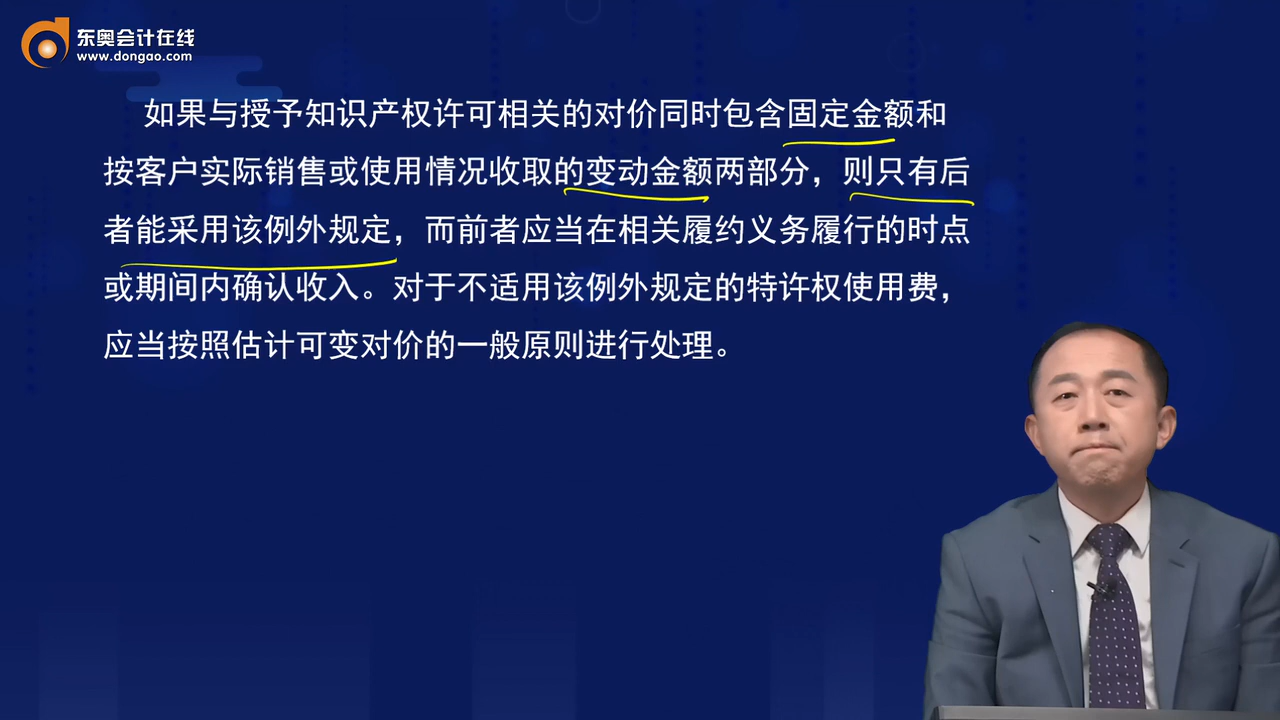 东奥会计在线
www.dongao.com
如果与授予知识产权许可相关的对价同时包含固定金额和
按客户实际销售或使用情况收取的变动金额两部分，则只有后
者能采用该例外规定，而前者应当在相关履约义务履行的时点
或期间内确认收入。对于不适用该例外规定的特许权使用费，
应当按照估计可变对价的一般原则进行处理。